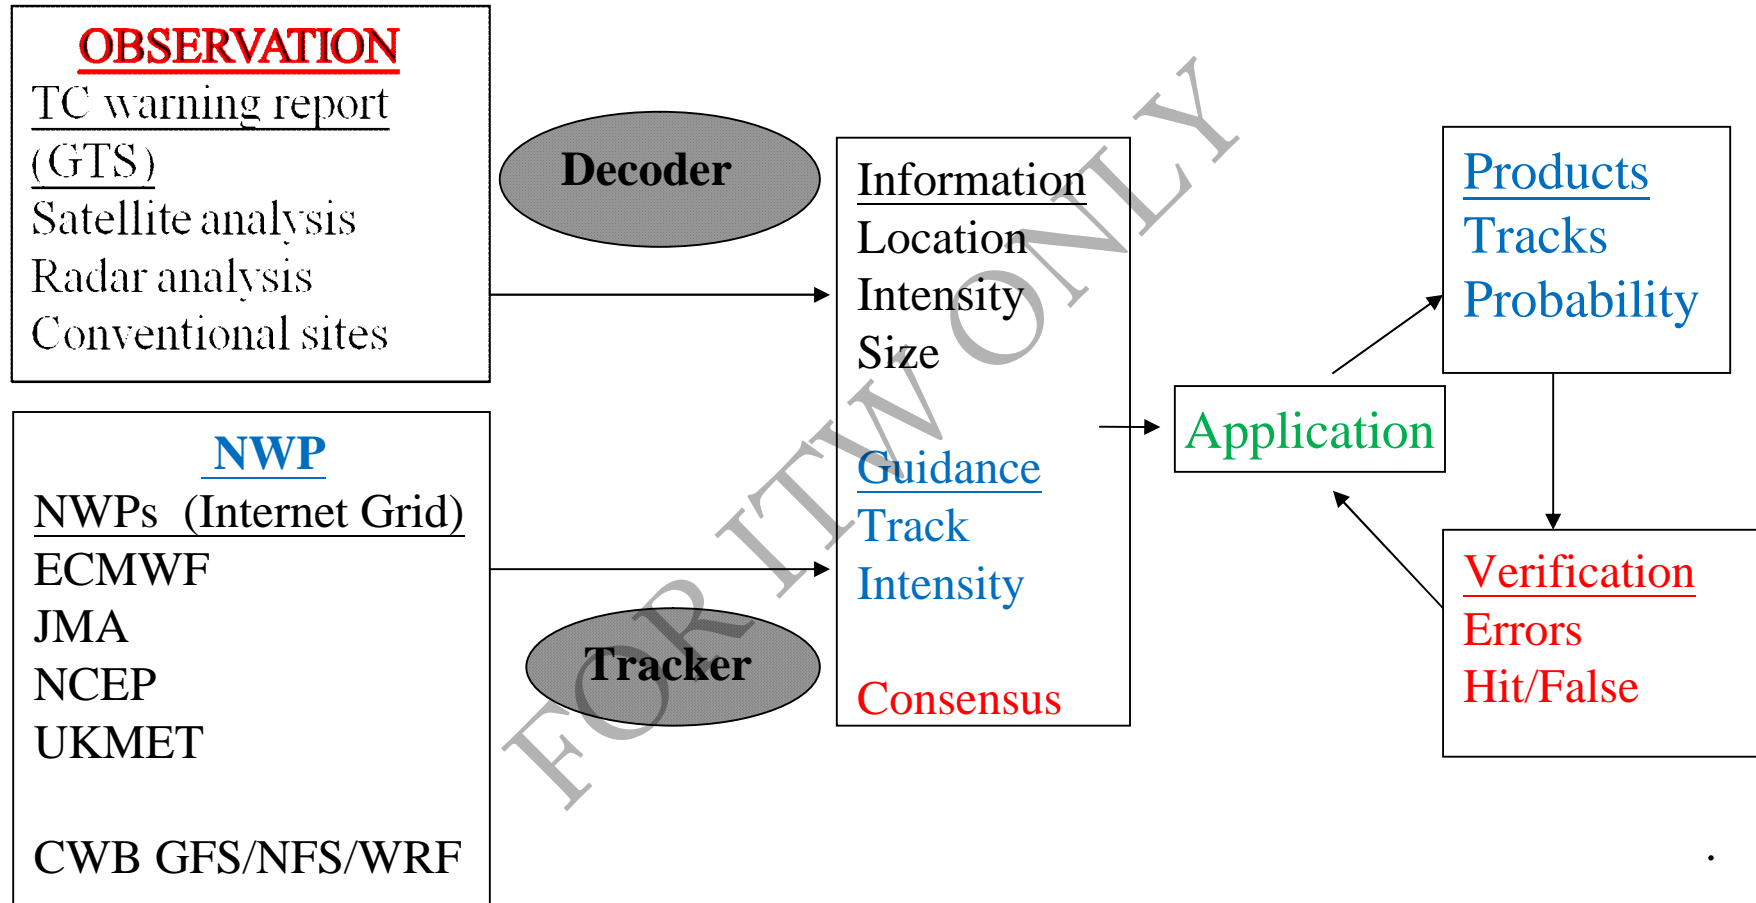 OBSERVATION
TC warning report
(GTS)
Satellite analysis
Radar analysis
Conventional sites
Decoder
NWP
NWPs (Internet Grid)
ECMWF
JMA
NCEP
UKMET
CWB GFS/NFS/WRF
Tracker
Information
Location
Intensity
Size
Guidance
Track
Intensity
Consensus
Application
Products
Tracks
Probability
Verification
Errors
Hit/False
.
FOR ITW ONLY